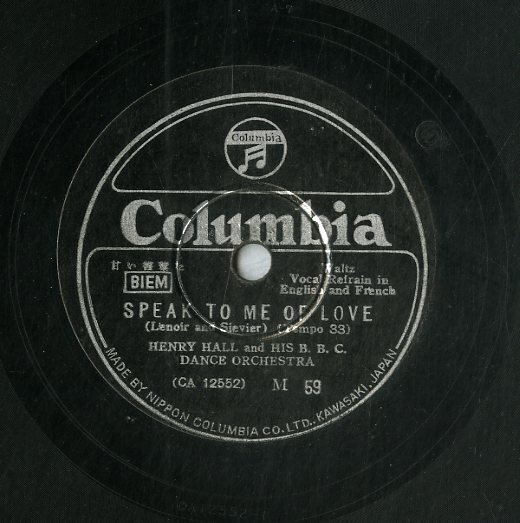 Columbia
Columbia
甘い言葉を
Waltz
BIEM
Vocal Refrain in
English and French
SPEAK TO ME OF LOVE
(Lenoir and Sievier) (Tempo 33)
HENRY HALL and HIS B. B. C.
DANCE ORCHESTRA
(CA 12552) M 59
MADE BY NIPPON COLUMBIA CO., LTD., KAWASAKI, JAPAN